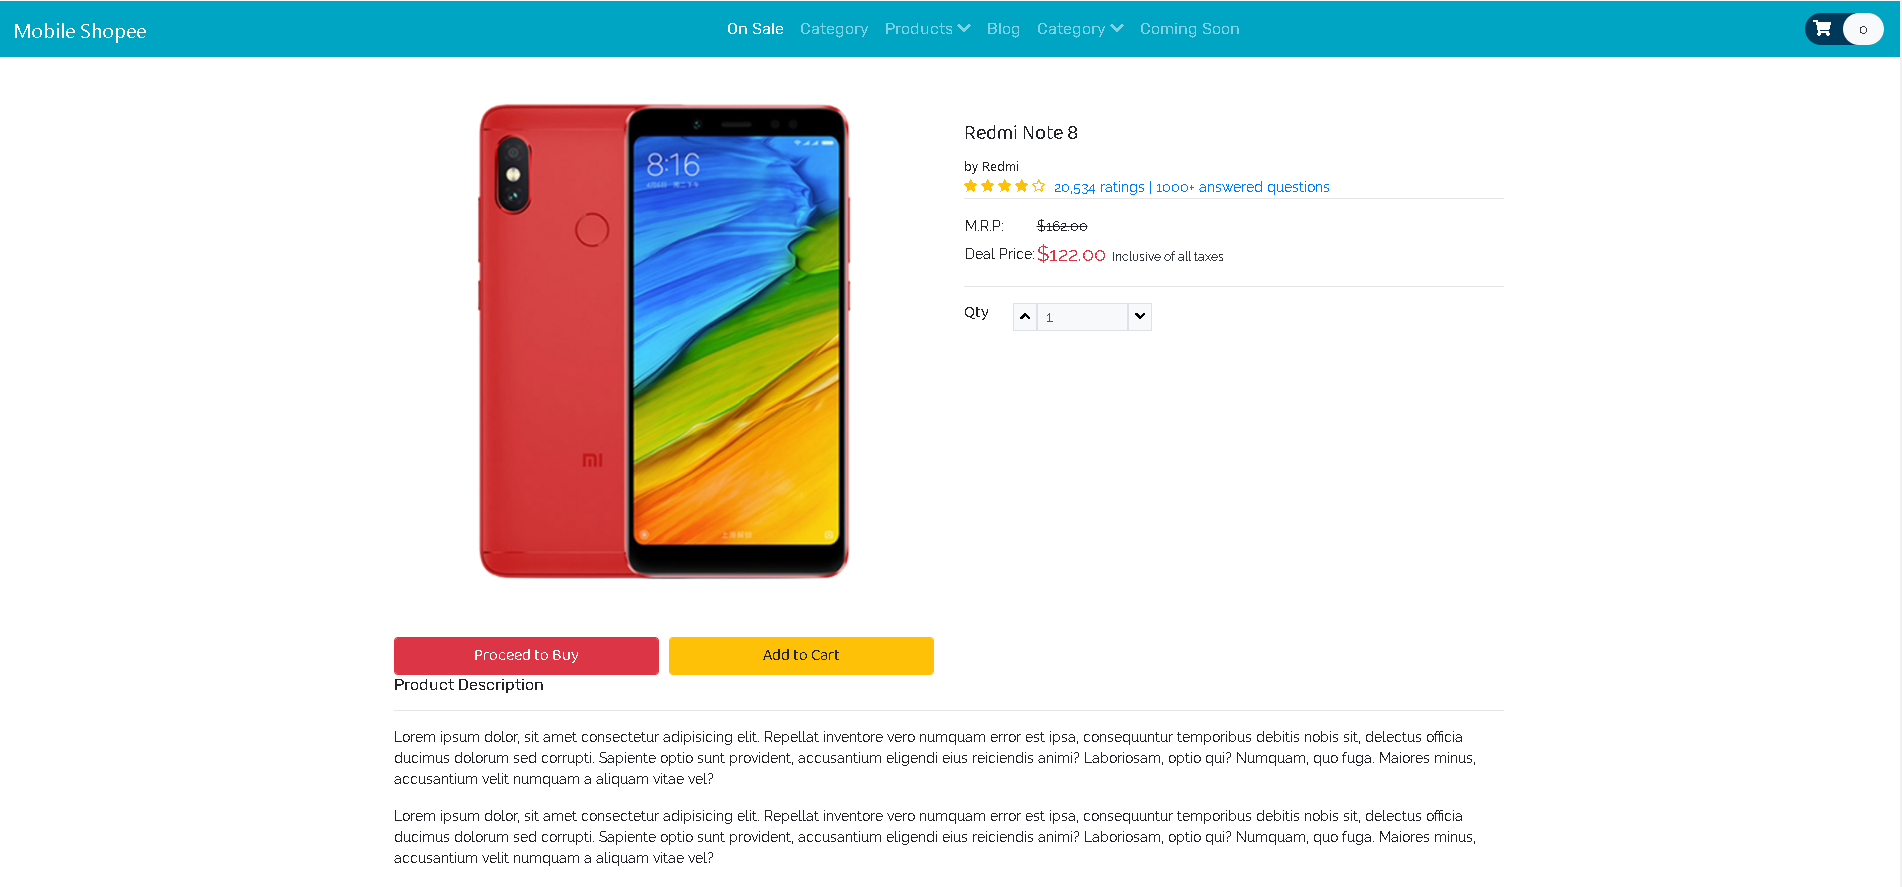 Mobile Shopee
On Sale Category Products Blog Category Coming Soon
0
8:16
Redmi Note 8
by Redmi
20,534 ratings | 1000+ answered questions
M.R.P: $162.00
Deal Price: $122.00 Inclusive of all taxes
Qty 1
Proceed to Buy Add to Cart
Product Description
Lorem ipsum dolor, sit amet consectetur adipisicing elit. Repellat inventore vero numquam error est ipsa, consequuntur temporibus debitis nobis sit, delectus officia
ducimus dolorum sed corrupti. Sapiente optio sunt provident, accusantium eligendi eius reiciendis animi? Laboriosam, optio qui? Numquam, quo fuga. Maiores minus,
accusantium velit numquam a aliquam vitae vel?
Lorem ipsum dolor, sit amet consectetur adipisicing elit. Repellat inventore vero numquam error est ipsa, consequuntur temporibus debitis nobis sit, delectus officia
ducimus dolorum sed corrupti. Sapiente optio sunt provident, accusantium eligendi eius reiciendis animi? Laboriosam, optio qui? Numquam, quo fuga. Maiores minus,
accusantium velit numquam a aliquam vitae vel?